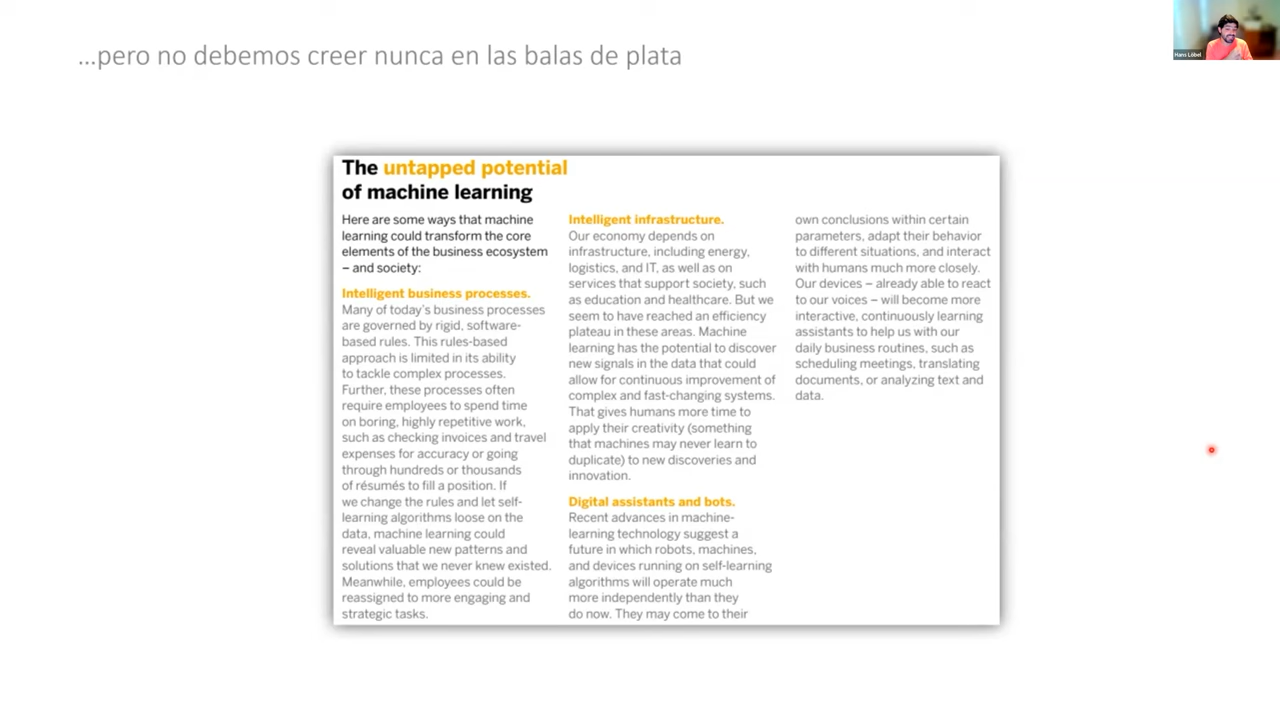 ...pero no debemos creer nunca en las balas de plata
Hans Löbel
The untapped potential
of machine learning
Here are some ways that machine
learning could transform the core
elements of the business ecosystem
– and society:
Intelligent business processes.
Many of today's business processes
are governed by rigid, software-
based rules. This rules-based
approach is limited in its ability
to tackle complex processes.
Further, these processes often
require employees to spend time
on boring, highly repetitive work,
such as checking invoices and travel
expenses for accuracy or going
through hundreds or thousands
of résumés to fill a position. If
we change the rules and let self-
learning algorithms loose on the
data, machine learning could
reveal valuable new patterns and
solutions that we never knew existed.
Meanwhile, employees could be
reassigned to more engaging and
strategic tasks.
Intelligent infrastructure.
Our economy depends on
infrastructure, including energy,
logistics, and IT, as well as on
services that support society, such
as education and healthcare. But we
seem to have reached an efficiency
plateau in these areas. Machine
learning has the potential to discover
new signals in the data that could
allow for continuous improvement of
complex and fast-changing systems.
That gives humans more time to
apply their creativity (something
that machines may never learn to
duplicate) to new discoveries and
innovation.
Digital assistants and bots.
Recent advances in machine-
learning technology suggest a
future in which robots, machines,
and devices running on self-learning
algorithms will operate much
more independently than they
do now. They may come to their
own conclusions within certain
parameters, adapt their behavior
to different situations, and interact
with humans much more closely.
Our devices – already able to react
to our voices – will become more
interactive, continuously learning
assistants to help us with our
daily business routines, such as
scheduling meetings, translating
documents, or analyzing text and
data.